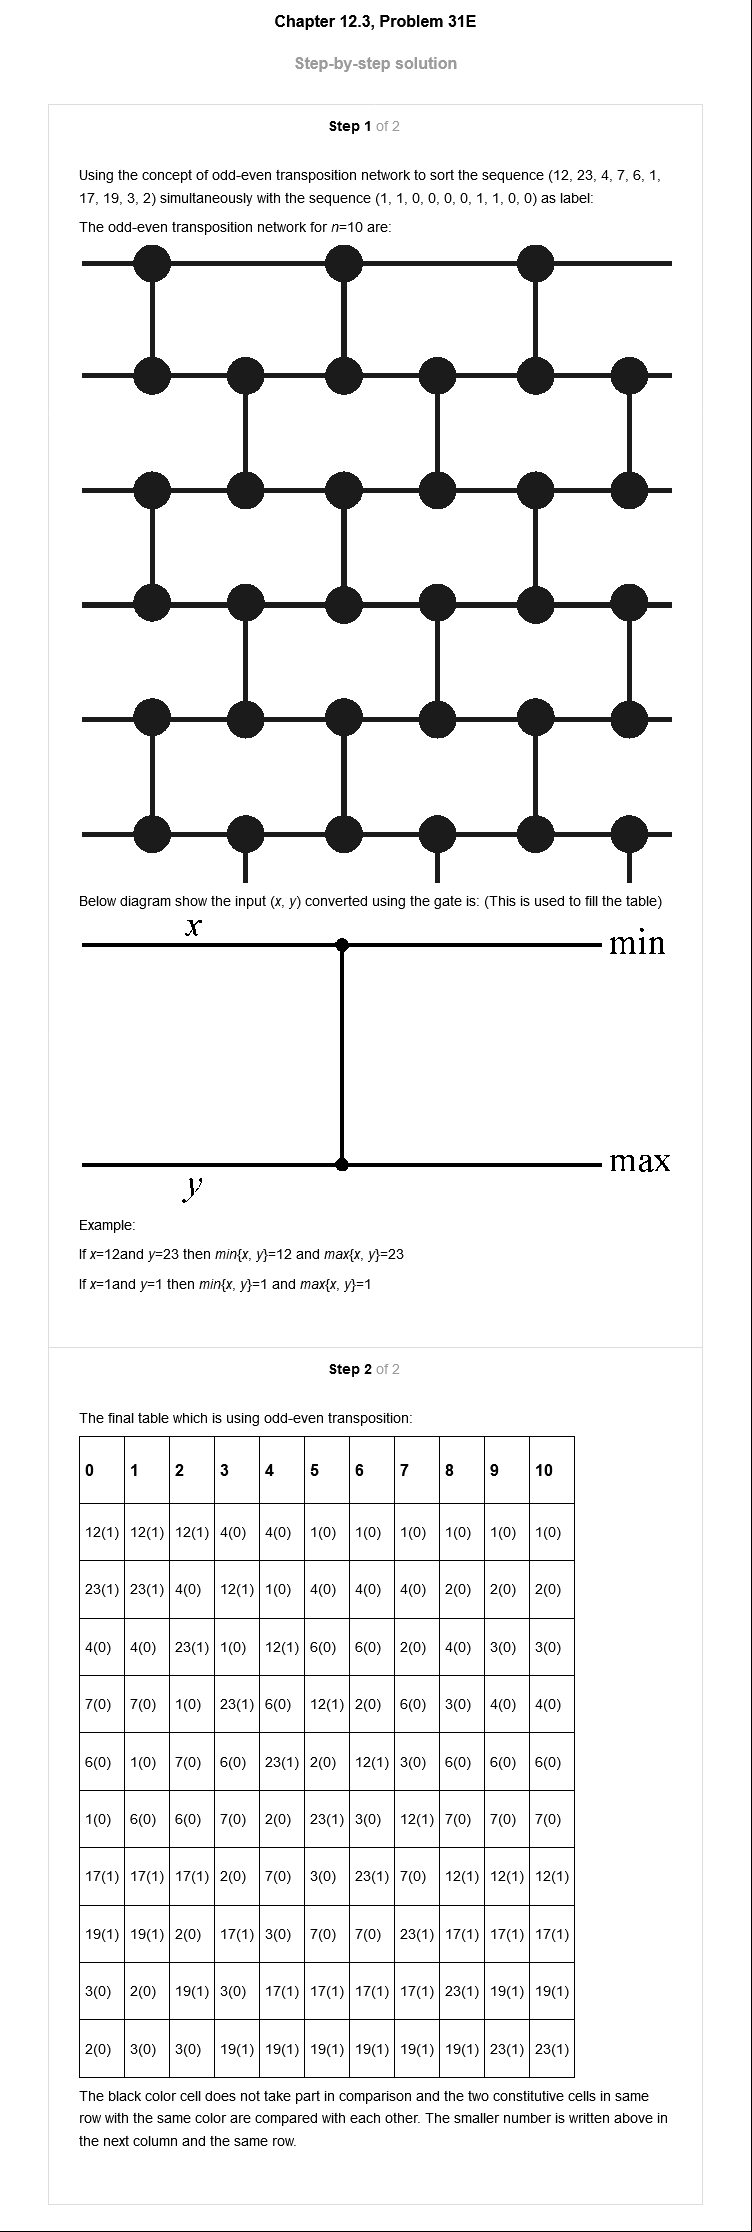 Chapter 12.3, Problem 31E
Step-by-step solution
Step 1 of 2
Using the concept of odd-even transposition network to sort the sequence (12, 23, 4, 7, 6, 1,
17, 19, 3, 2) simultaneously with the sequence (1, 1, 0, 0, 0, 0, 1, 1, 0, 0) as label:
The odd-even transposition network for n=10 are:
Below diagram show the input (x, y) converted using the gate is: (This is used to fill the table)
x
min
max
y
Example:
If x=12and y=23 then min{x, y}=12 and max{x, y}=23
If x=1and y=1 then min{x, y}=1 and max{x, y}=1
Step 2 of 2
The final table which is using odd-even transposition:
0 1 2 3 4 5 6 7 8 9 10
12(1) 12(1) 12(1) 4(0) 4(0) 1(0) 1(0) 1(0) 1(0) 1(0) 1(0)
23(1) 23(1) 4(0) 12(1) 1(0) 4(0) 4(0) 4(0) 2(0) 2(0) 2(0)
4(0) 4(0) 23(1) 1(0) 12(1) 6(0) 6(0) 2(0) 4(0) 3(0) 3(0)
7(0) 7(0) 1(0) 23(1) 6(0) 12(1) 2(0) 6(0) 3(0) 4(0) 4(0)
6(0) 1(0) 7(0) 6(0) 23(1) 2(0) 12(1) 3(0) 6(0) 6(0) 6(0)
1(0) 6(0) 6(0) 7(0) 2(0) 23(1) 3(0) 12(1) 7(0) 7(0) 7(0)
17(1) 17(1) 17(1) 2(0) 7(0) 3(0) 23(1) 7(0) 12(1) 12(1) 12(1)
19(1) 19(1) 2(0) 17(1) 3(0) 7(0) 7(0) 23(1) 17(1) 17(1) 17(1)
3(0) 2(0) 19(1) 3(0) 17(1) 17(1) 17(1) 17(1) 23(1) 19(1) 19(1)
2(0) 3(0) 3(0) 19(1) 19(1) 19(1) 19(1) 19(1) 19(1) 23(1) 23(1)
The black color cell does not take part in comparison and the two constitutive cells in same
row with the same color are compared with each other. The smaller number is written above in
the next column and the same row.